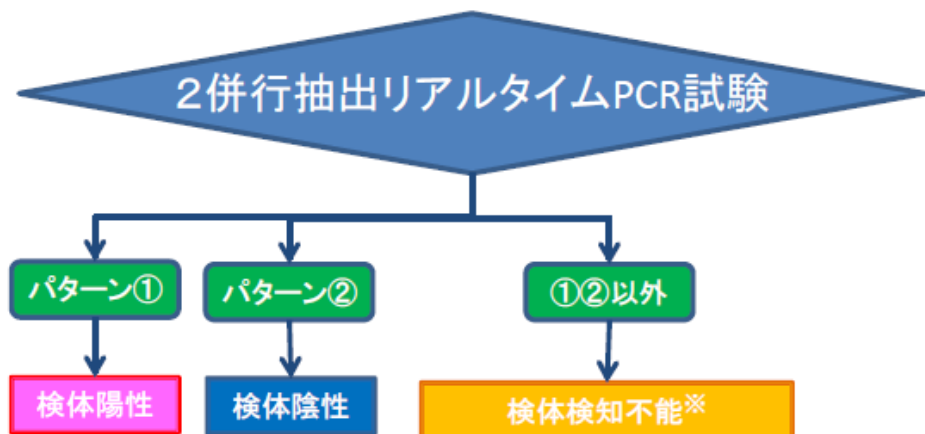 ２併行抽出リアルタイムPCR試験
パターン①
パターン②
①②以外
検体陽性
検体陰性
検体検知不能※